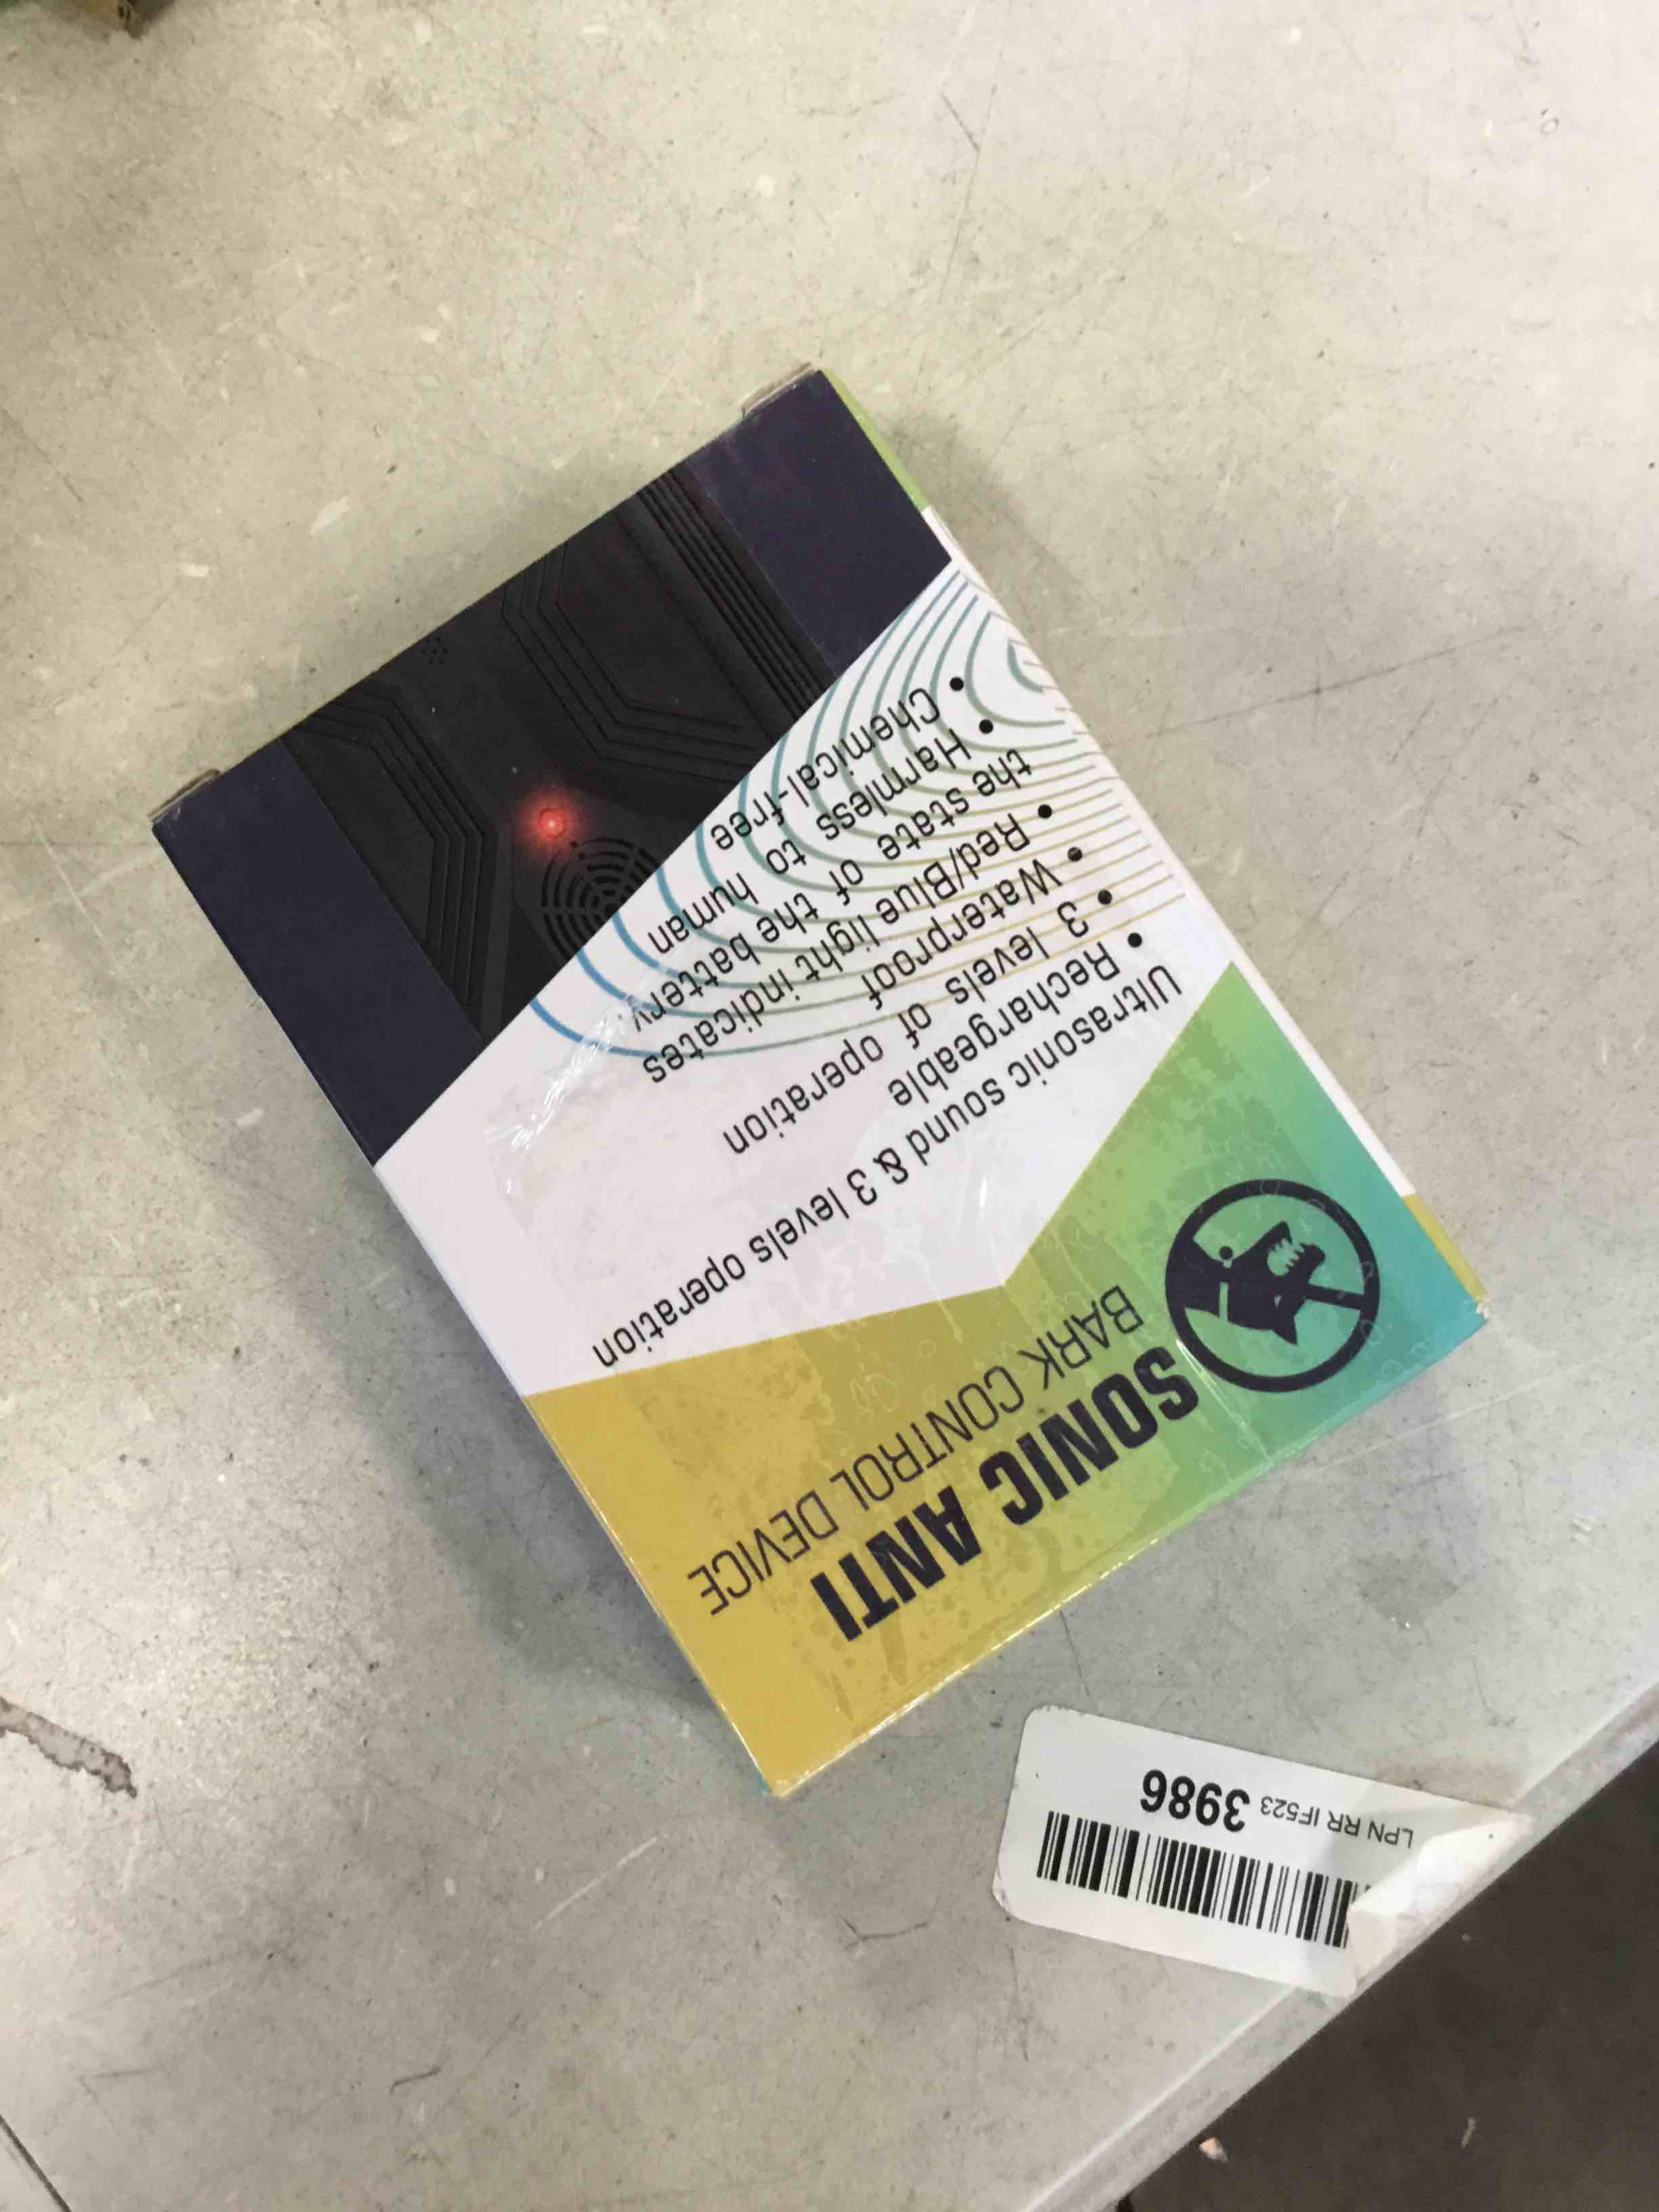 SONIC ANTI
BARK CONTROL DEVICE
Ultrasonic sound & 3 levels operation
• Rechargeable
• 3 levels of operation
• Waterproof
• Red/Blue light indicates
the state of the battery.
• Harmless to human
• Chemical-free
LPN RR IF523 3986